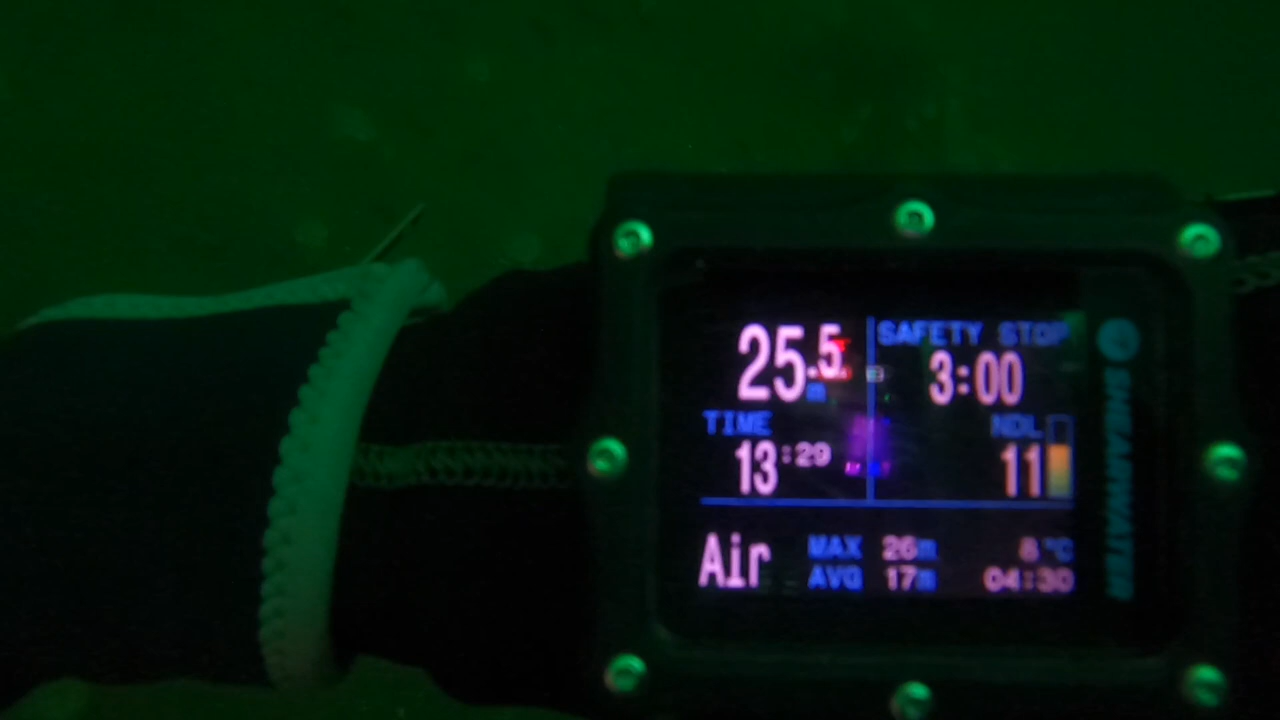 25.5m
SAFETY STOP
3:00
TIME
13:29
NDL
11
Air
MAX 26m
8°C
AVG 17m
04:30
SHEARWATER